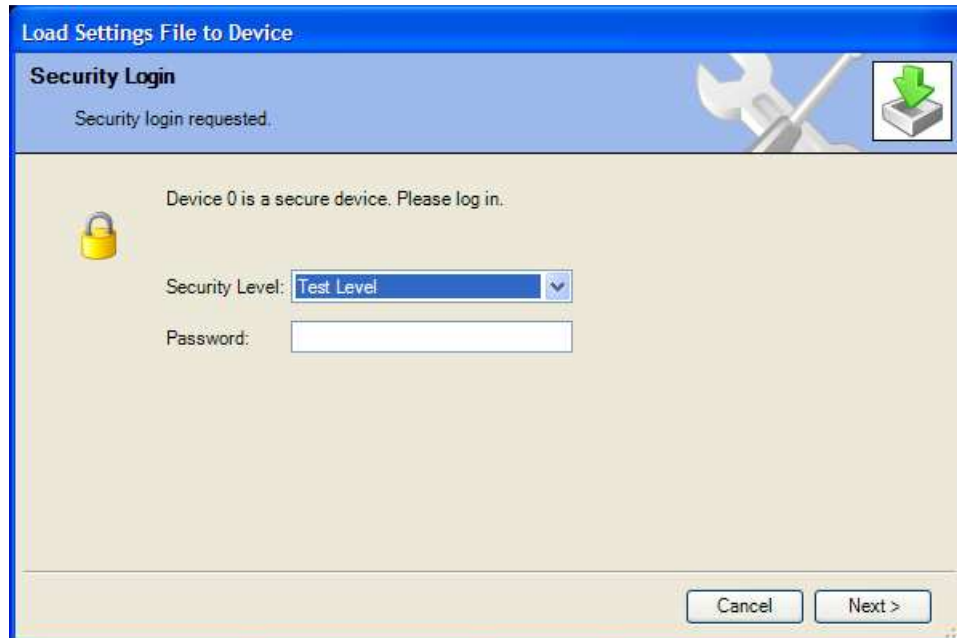 Load Settings File to Device
Security Login
Security login requested.
Device 0 is a secure device. Please log in.
Security Level: Test Level
Password:
Cancel Next >